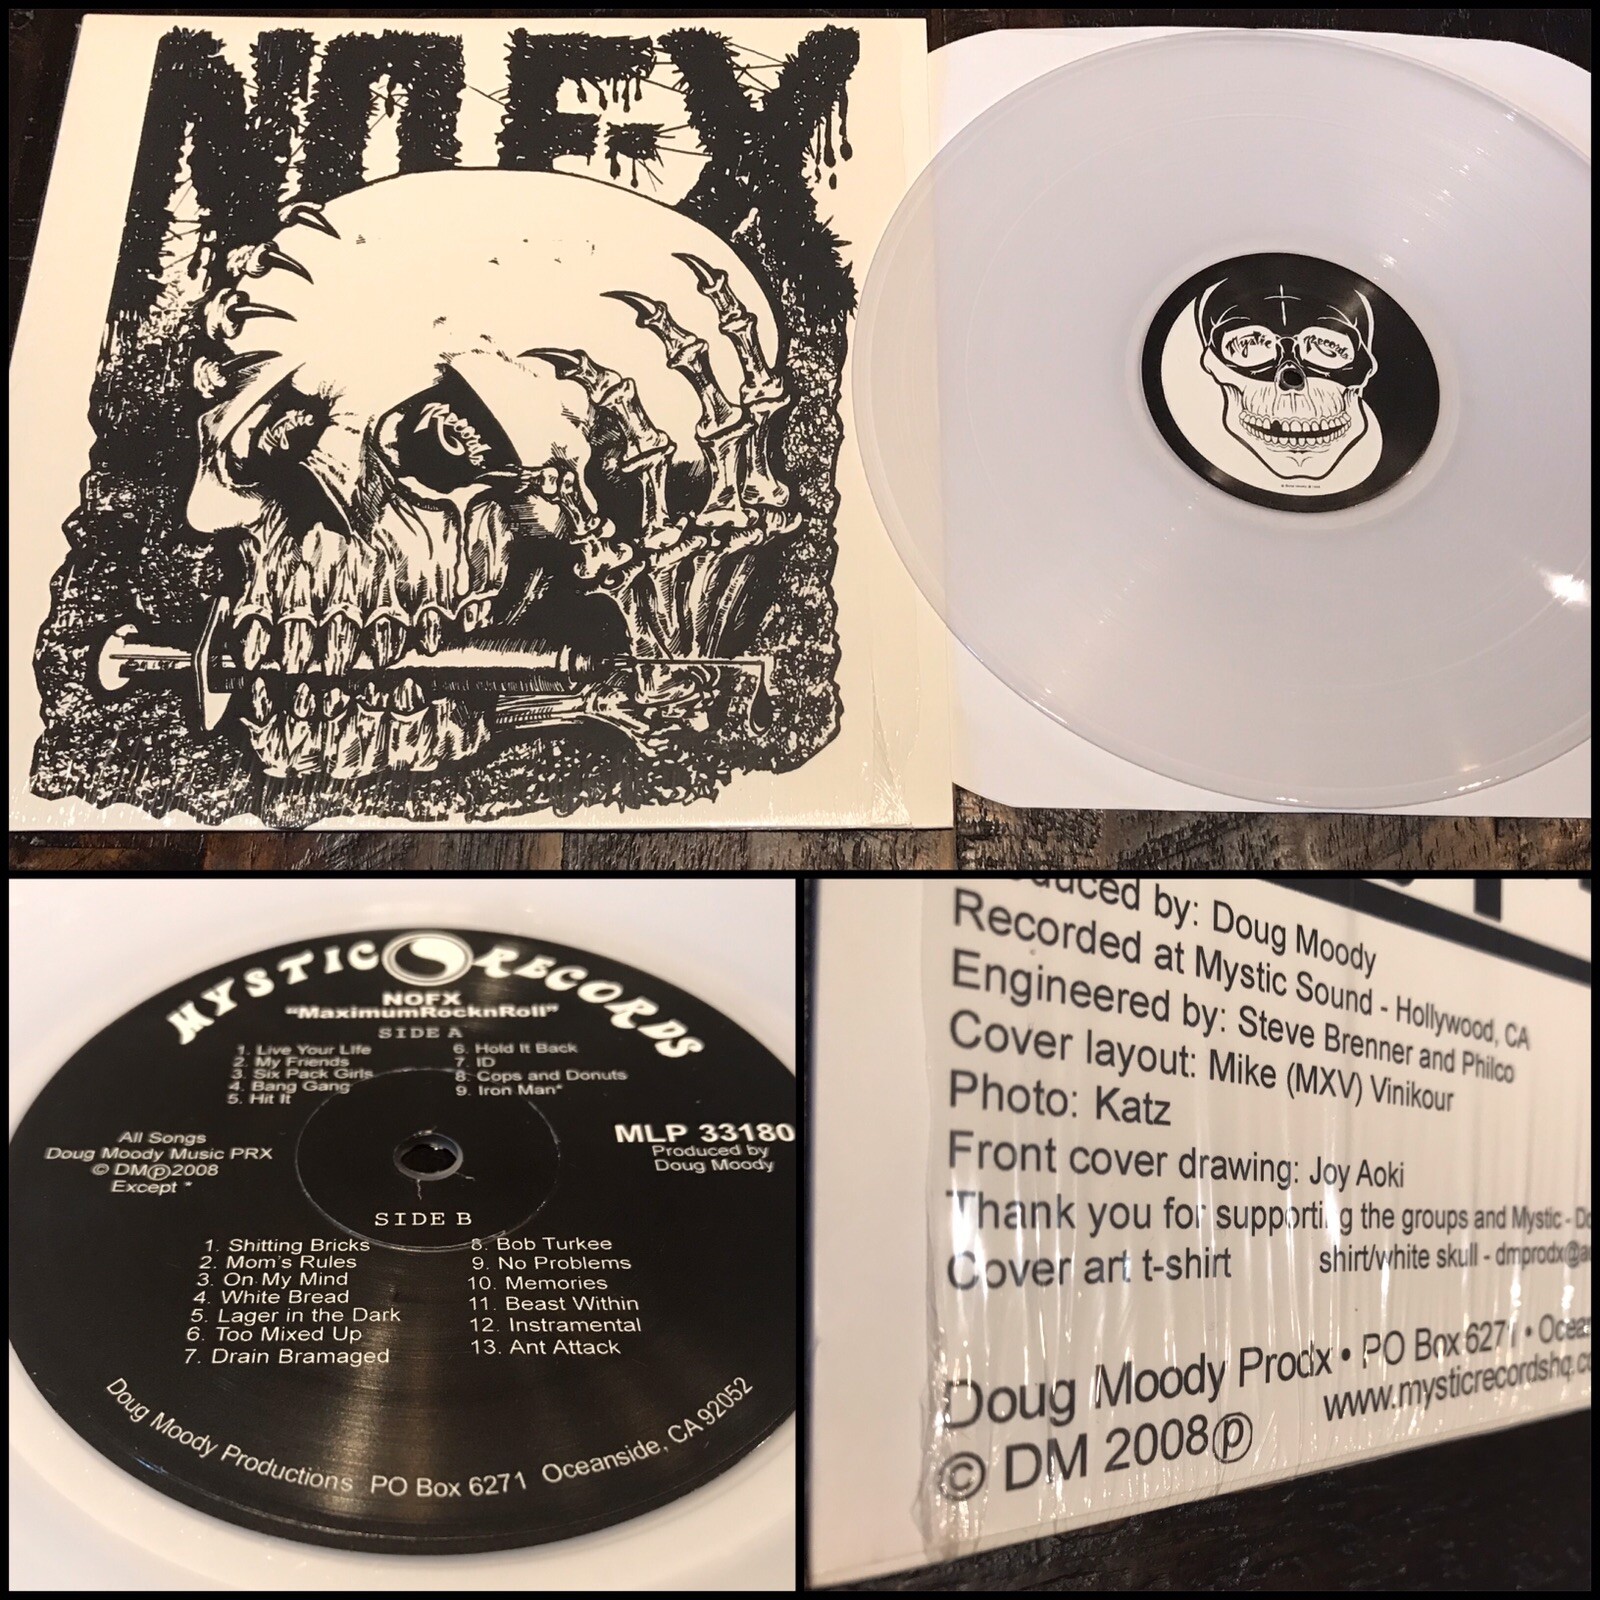 NOFX
Mystic Records
Mystic Records
MYSTIC RECORDS
NOFX
"MaximumRocknRoll"
SIDE A
1. Live Your Life
2. My Friends
3. Six Pack Girls
4. Bang Gang
5. Hit It
6. Hold It Back
7. ID
8. Cops and Donuts
9. Iron Man*
All Songs
Doug Moody Music PRX
© DM℗2008
Except *
MLP 33180
Produced by
Doug Moody
SIDE B
1. Shitting Bricks
2. Mom's Rules
3. On My Mind
4. White Bread
5. Lager in the Dark
6. Too Mixed Up
7. Drain Bramaged
8. Bob Turkee
9. No Problems
10. Memories
11. Beast Within
12. Instramental
13. Ant Attack
Doug Moody Productions PO Box 6271 Oceanside, CA 92052
Produced by: Doug Moody
Recorded at Mystic Sound - Hollywood, CA
Engineered by: Steve Brenner and Philco
Cover layout: Mike (MXV) Vinikour
Photo: Katz
Front cover drawing: Joy Aoki
Thank you for supporting the groups and Mystic - Do
Cover art t-shirt shirt/white skull - dmprodx@a
Doug Moody Prodx • PO Box 6271 • Ocea
www.mysticrecordshq.c
© DM 2008℗